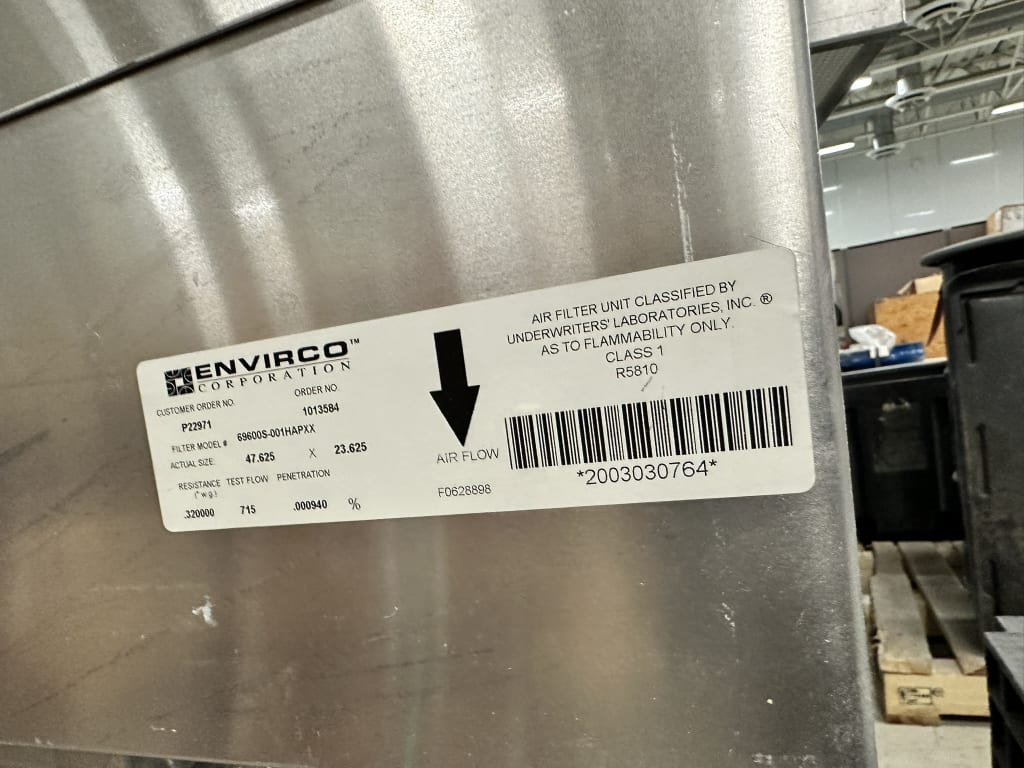 ENVIRCO™
CORPORATION
CUSTOMER ORDER NO.
ORDER NO.
P22971
1013584
FILTER MODEL # 69600S-001HAPXX
ACTUAL SIZE: 47.625 X 23.625
RESISTANCE TEST FLOW PENETRATION
("w.g.)
.320000 715 .000940 %
AIR FLOW
F0628898
AIR FILTER UNIT CLASSIFIED BY
UNDERWRITERS' LABORATORIES, INC. ®
AS TO FLAMMABILITY ONLY.
CLASS 1
R5810
*2003030764*